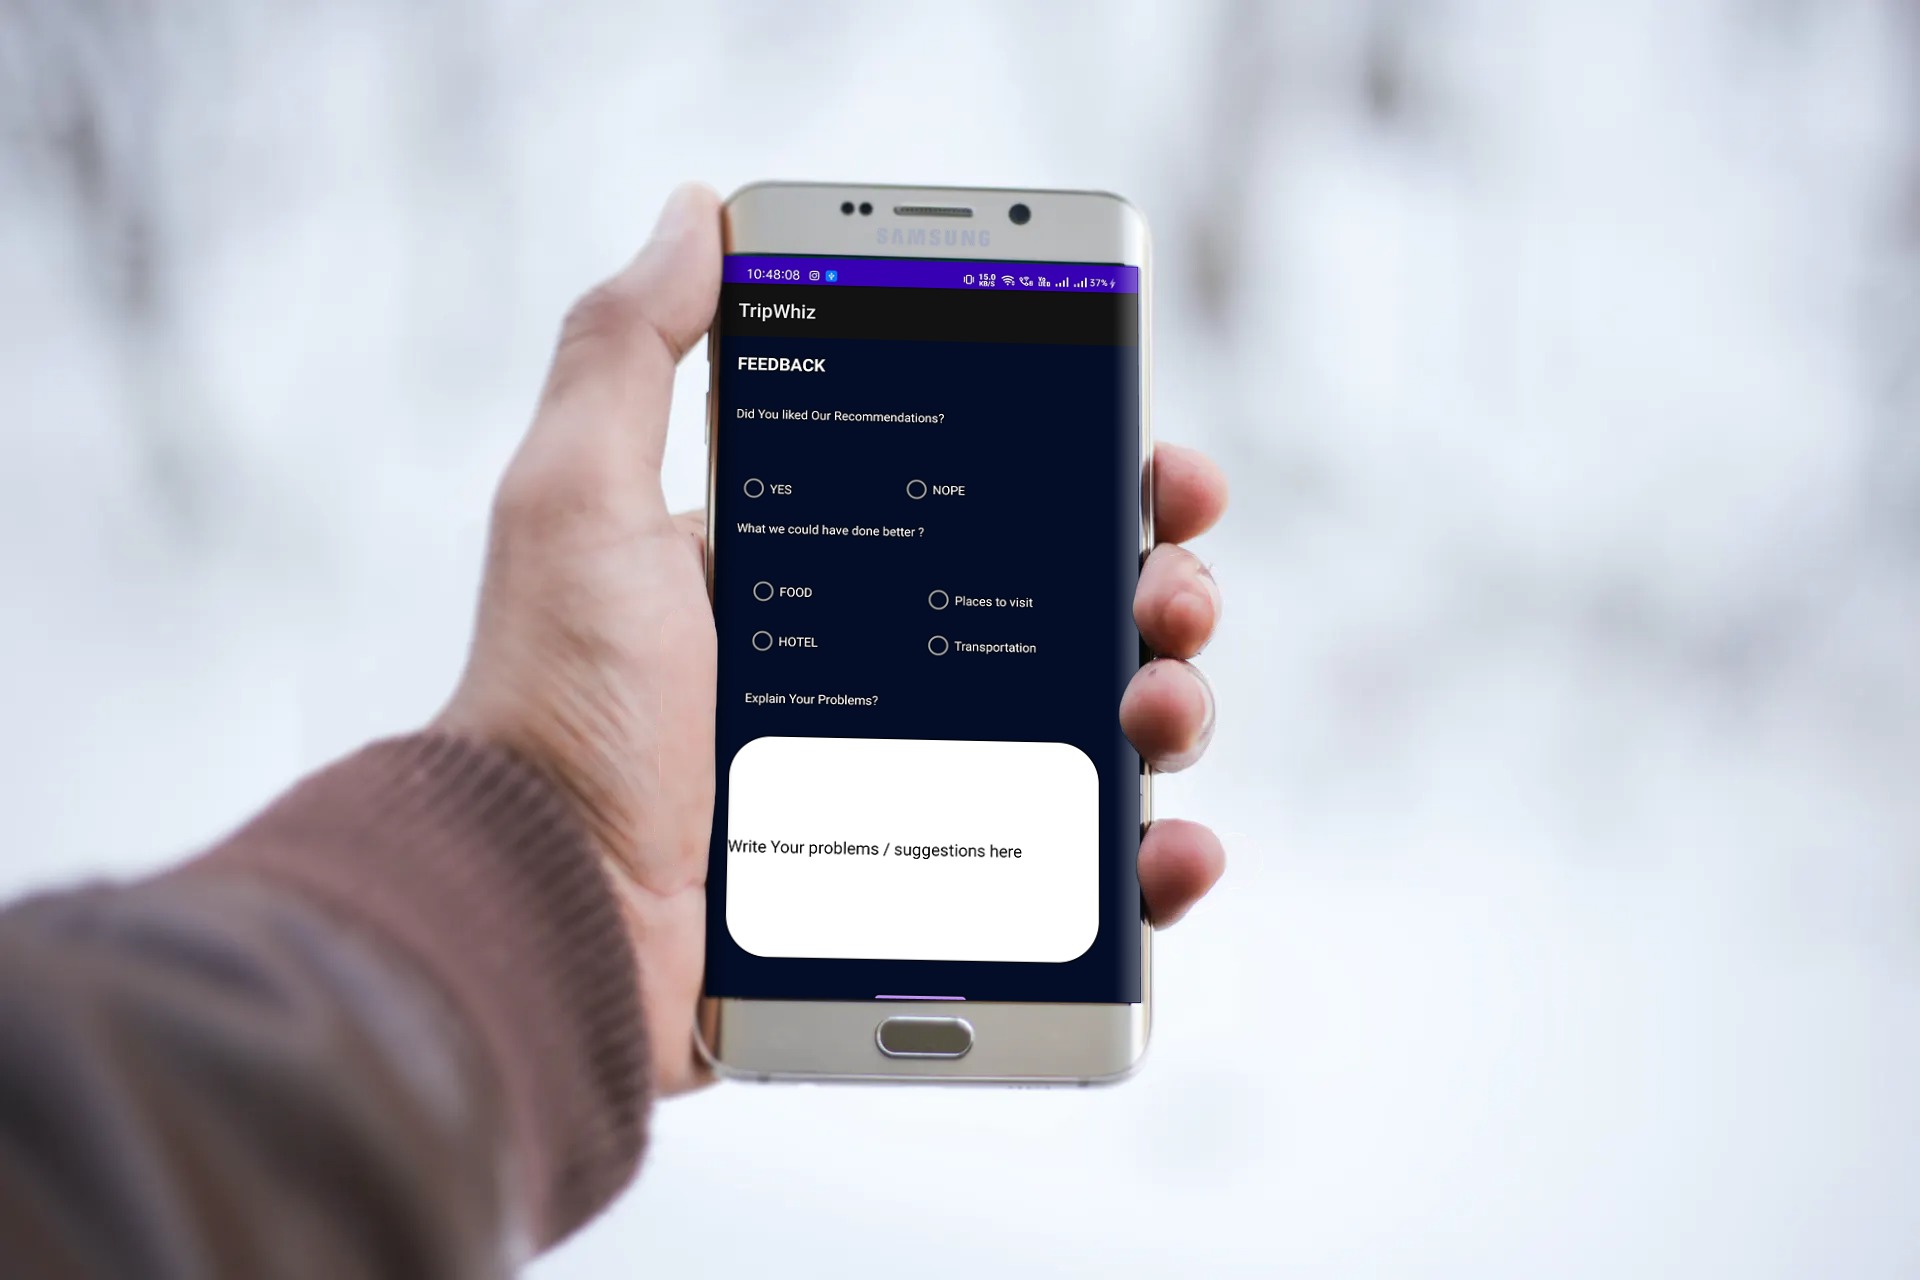 SAMSUNG
10:48:08 15.0 KB/S 37%
TripWhiz
FEEDBACK
Did You liked Our Recommendations?
YES NOPE
What we could have done better ?
FOOD Places to visit
HOTEL Transportation
Explain Your Problems?
Write Your problems / suggestions here